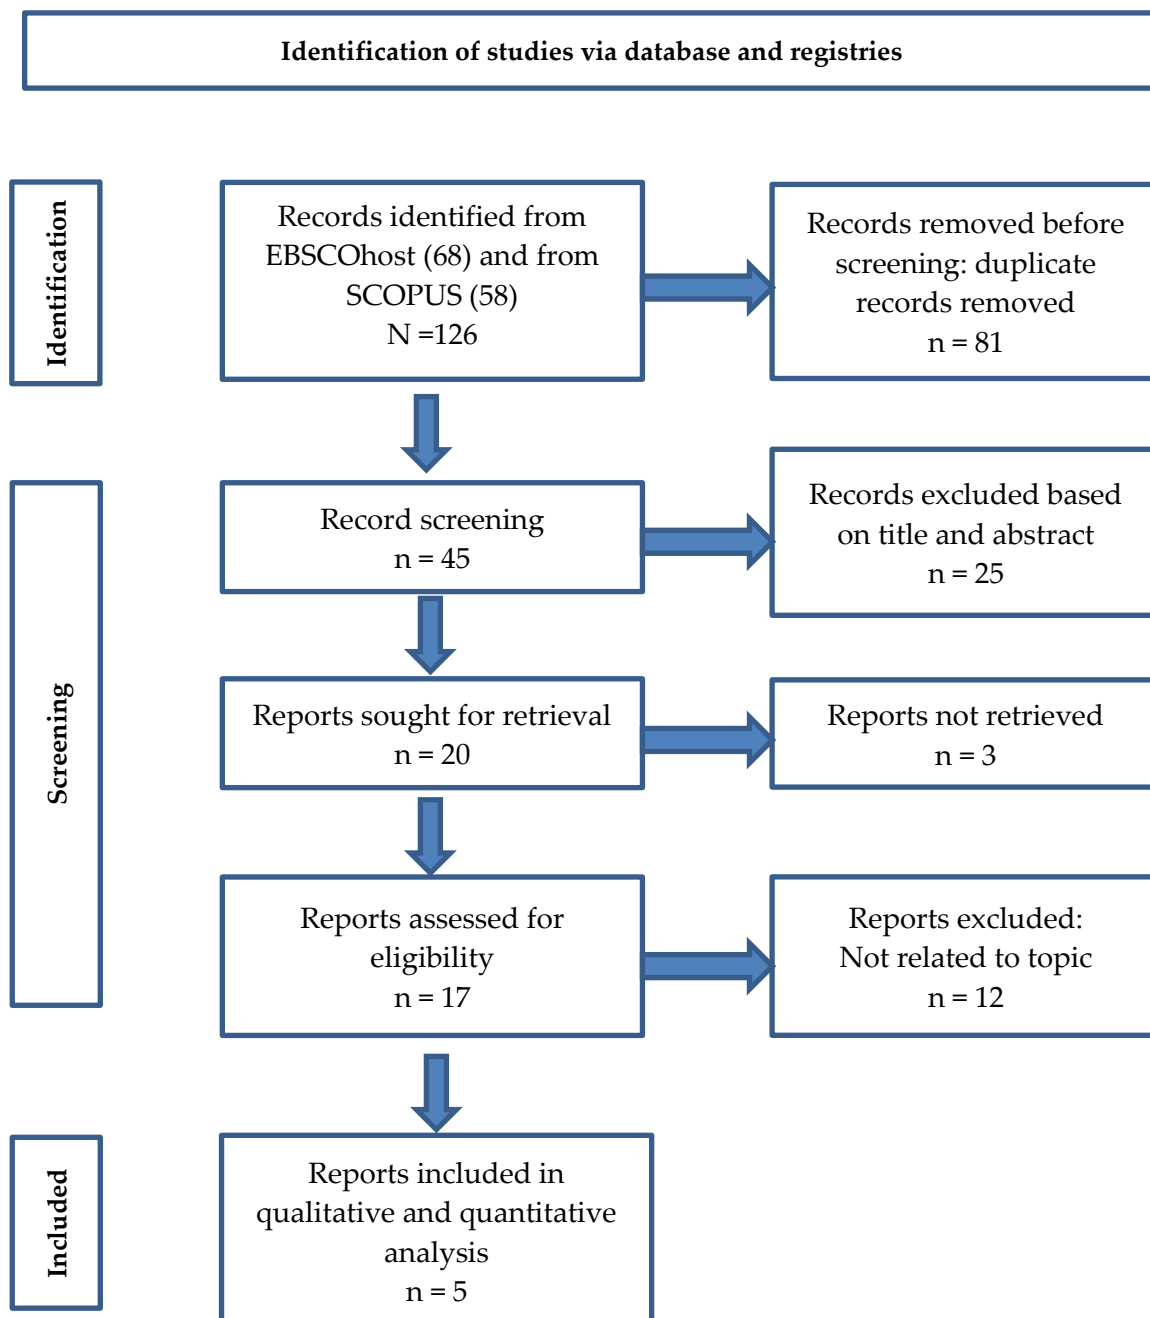 Identification of studies via database and registries
Identification
Records identified from
EBSCOhost (68) and from
SCOPUS (58)
N =126
Records removed before
screening: duplicate
records removed
n = 81
Screening
Record screening
n = 45
Records excluded based
on title and abstract
n = 25
Reports sought for retrieval
n = 20
Reports not retrieved
n = 3
Reports assessed for
eligibility
n = 17
Reports excluded:
Not related to topic
n = 12
Included
Reports included in
qualitative and quantitative
analysis
n = 5